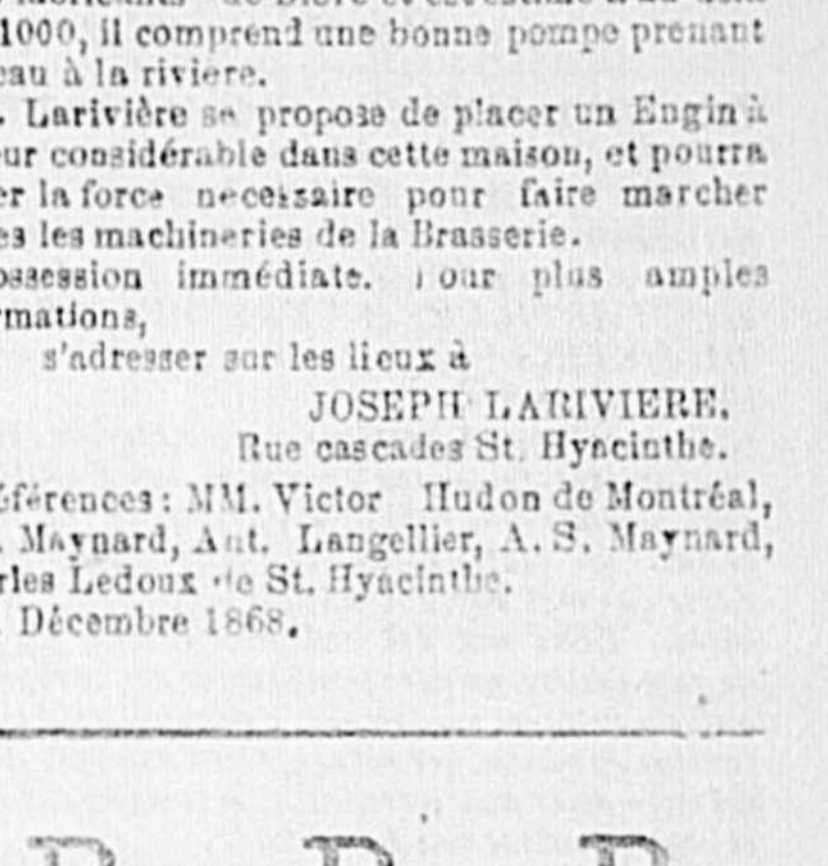 1000, il comprend une bonne pompe prenant
eau à la riviere.
. Larivière se propose de placer un Engin à
ur considérable dans cette maison, et pourra
er la force necessaire pour faire marcher
es les machineries de la Brasserie.
ossession immédiate. Pour plus amples
rmations,
s'adresser sur les lieux à
JOSEPH LARIVIERE.
Rue cascades St. Hyacinthe.
éférences : MM. Victor Hudon de Montréal,
. Maynard, Ant. Langellier, A. S. Maynard,
rles Ledoux de St. Hyacinthe.
. Décembre 1868.
R R R